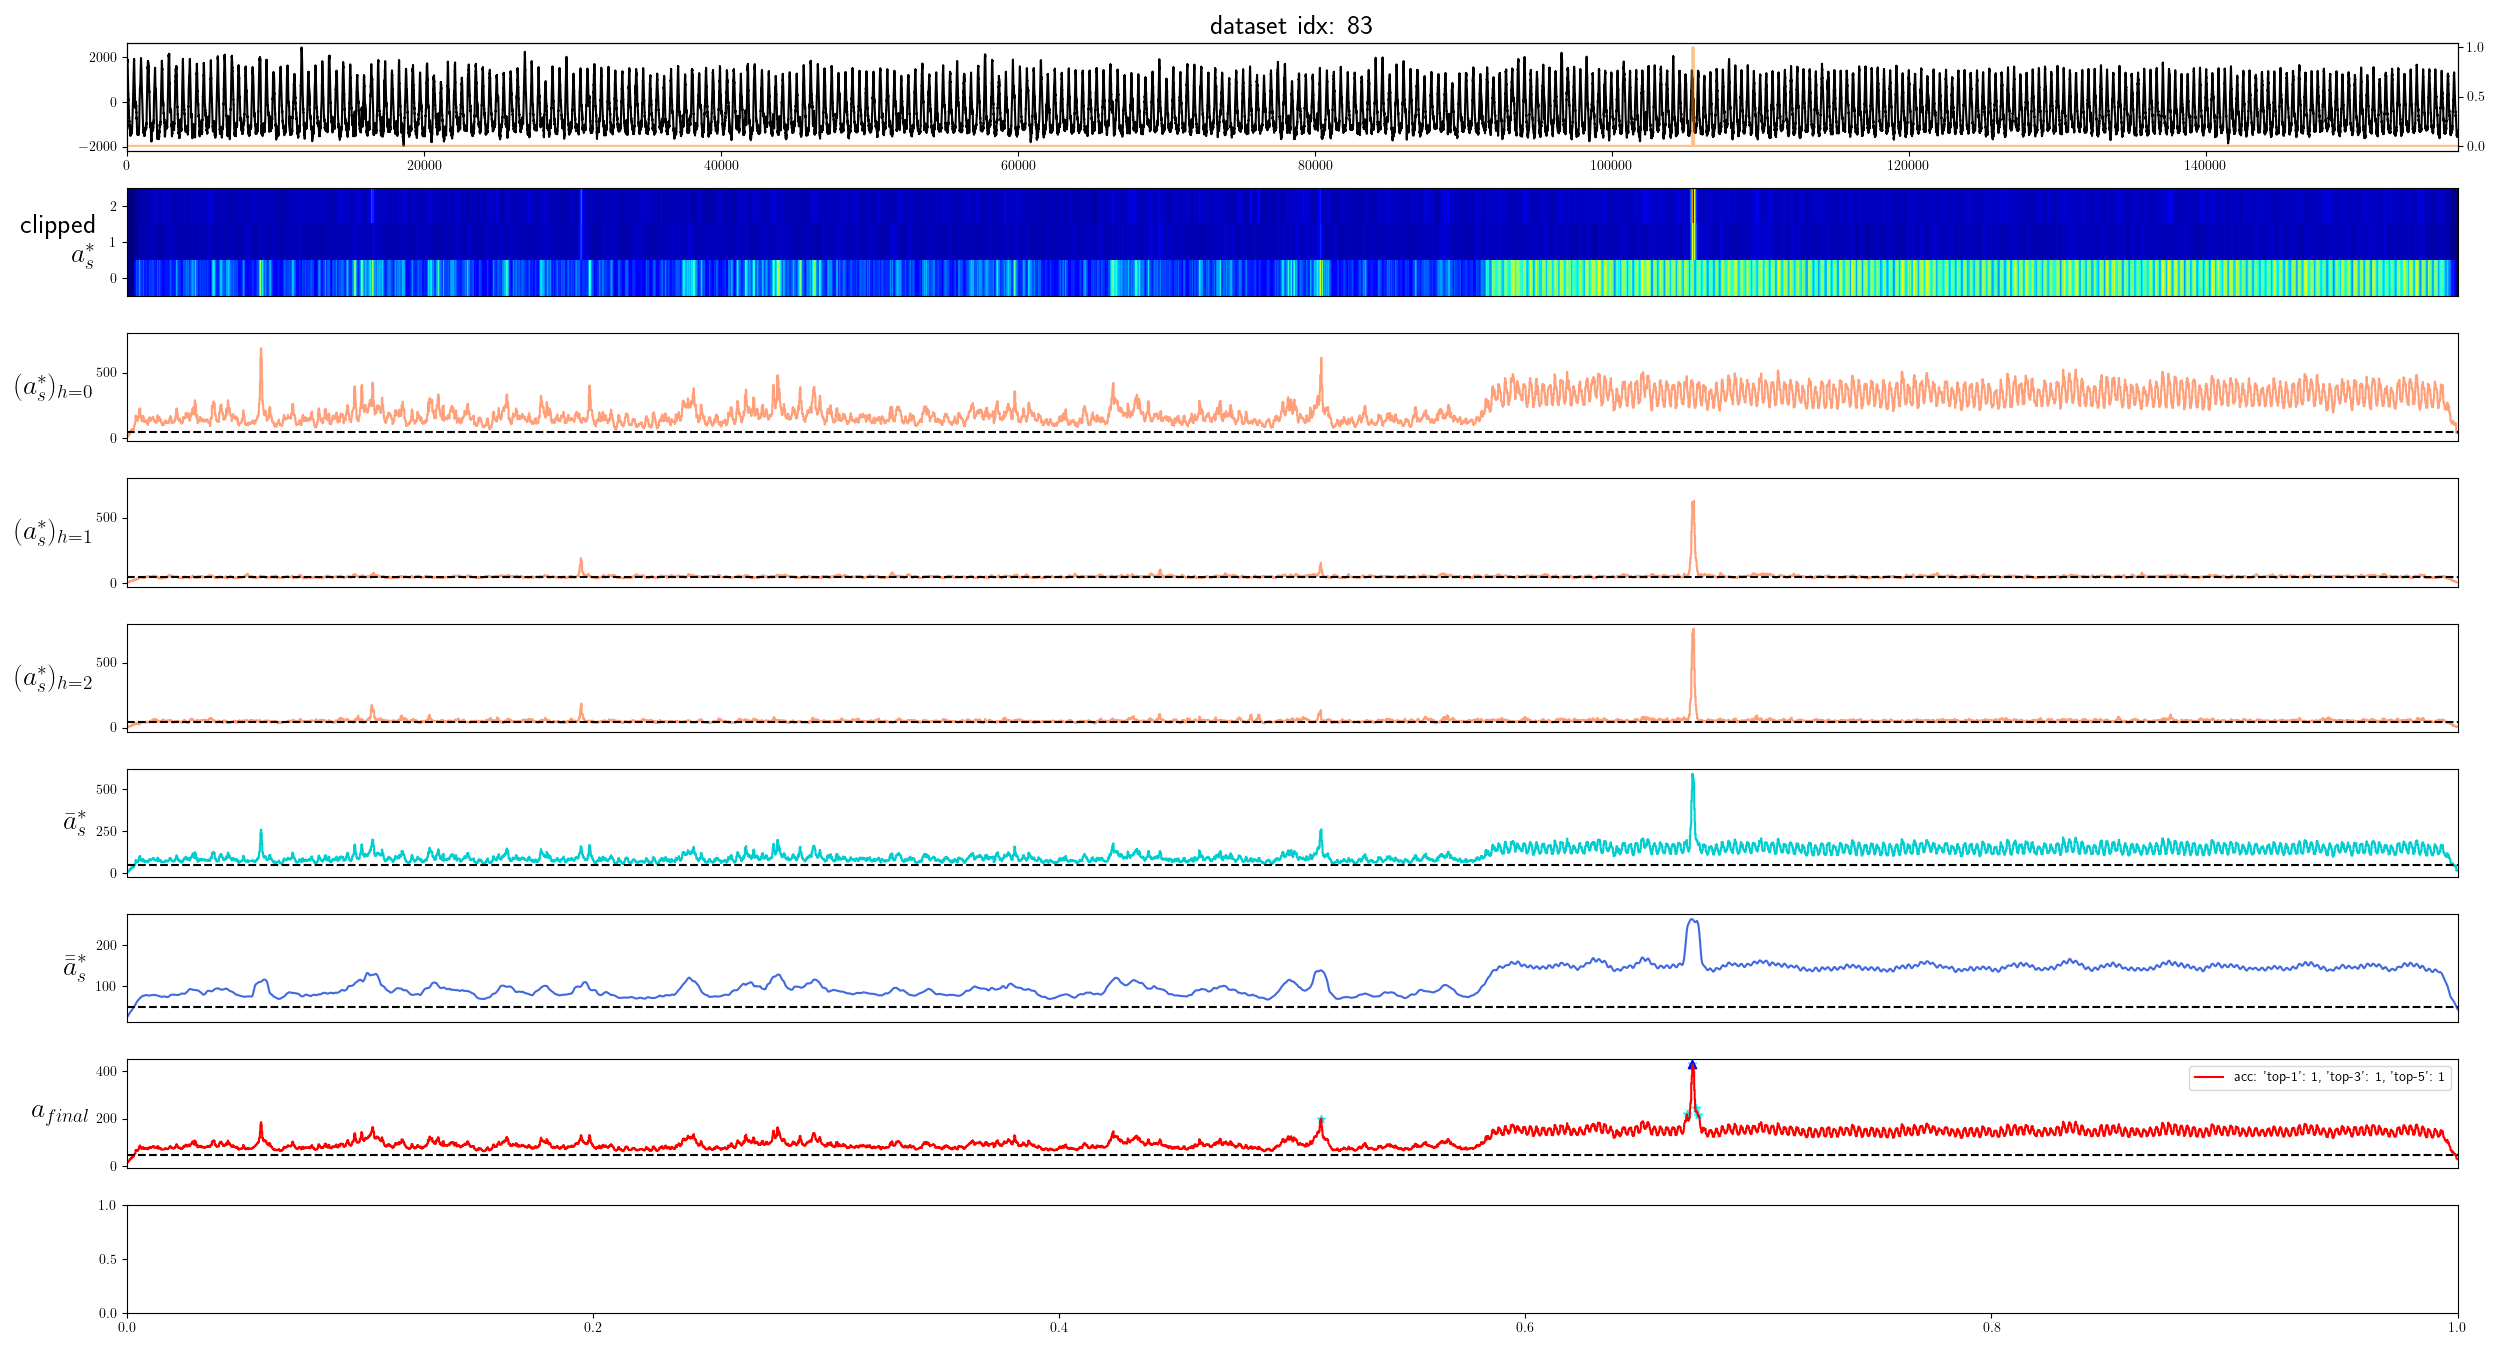 dataset idx: 83
2000
0
−2000
1.0
0.5
0.0
0 20000 40000 60000 80000 100000 120000 140000
clipped
a*s
2
1
0
(a*s)h=0
500
0
(a*s)h=1
500
0
(a*s)h=2
500
0
ā*s
500
250
0
a̿*s
200
100
afinal
400
200
0
acc: 'top-1': 1, 'top-3': 1, 'top-5': 1
1.0
0.5
0.0
0.0 0.2 0.4 0.6 0.8 1.0